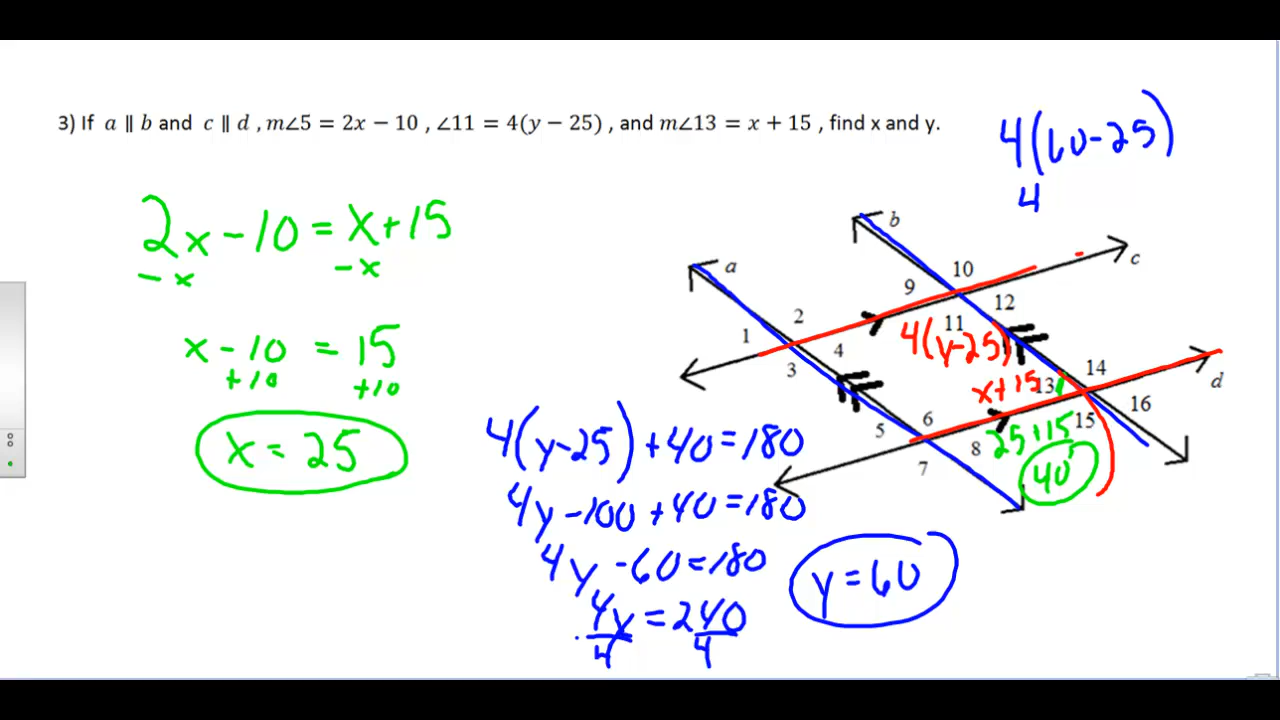 3) If a ∥ b and c ∥ d , m∠5 = 2x − 10 , ∠11 = 4(y − 25) , and m∠13 = x + 15 , find x and y.
4(60-25)
4
2x - 10 = x + 15
- x - x
x - 10 = 15
+10 +10
x = 25
b
a
c
d
10
9
12
11
2
1
4
3
4(y-25)
x+15
13
14
16
15
6
5
8
7
25+15
40°
4(y-25) + 40 = 180
4y - 100 + 40 = 180
4y - 60 = 180
4y = 240
4 4
y = 60